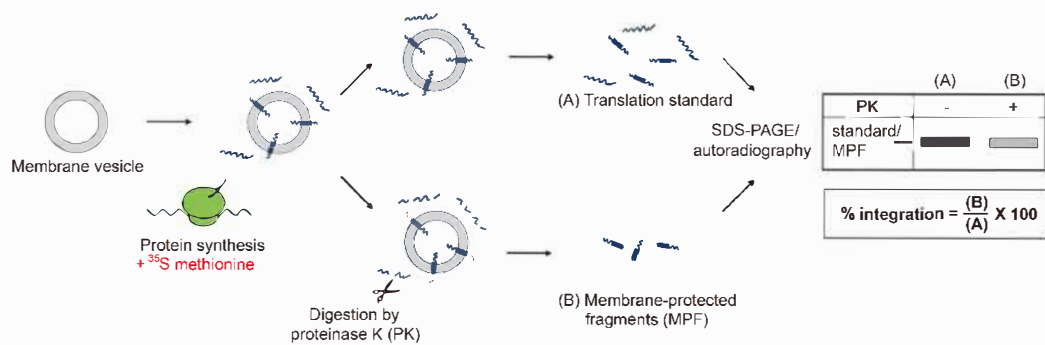 Membrane vesicle
Protein synthesis
+ ³⁵S methionine
Digestion by
proteinase K (PK)
(A) Translation standard
(B) Membrane-protected
fragments (MPF)
SDS-PAGE/
autoradiography
(A) (B)
PK - +
standard/
MPF
% integration = (B)/(A) X 100